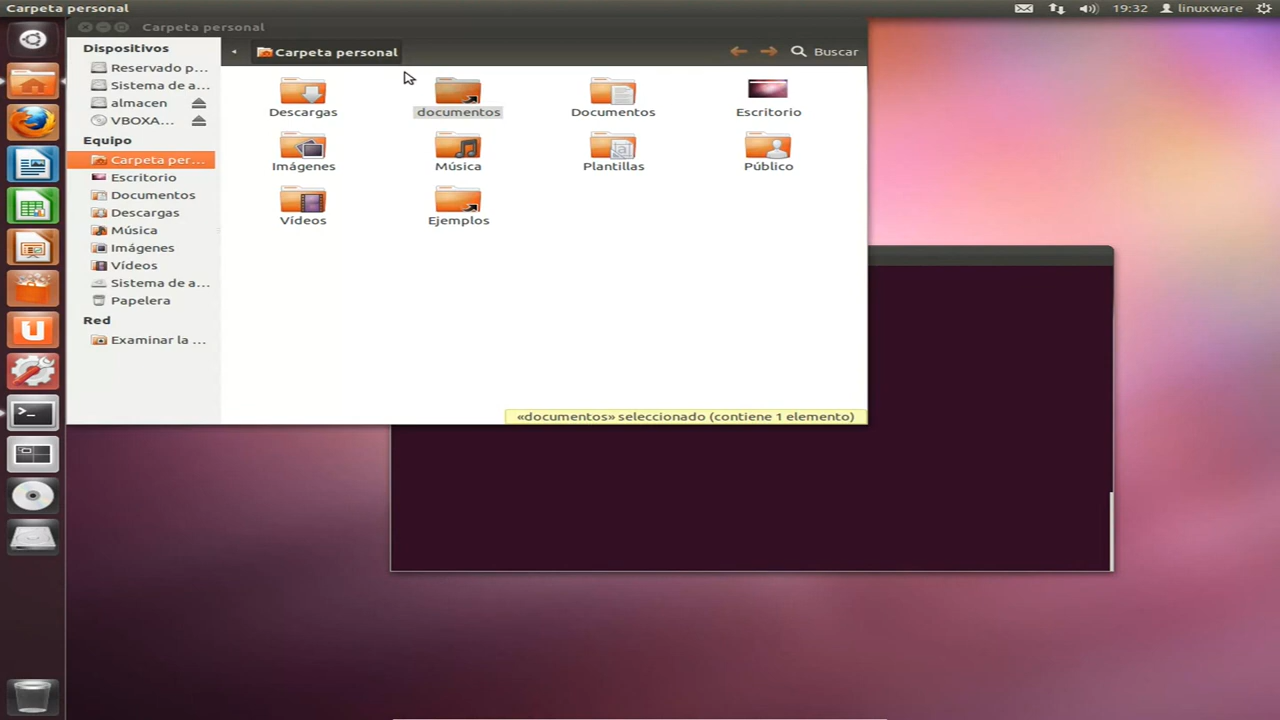 Carpeta personal
19:32
linuxware
Carpeta personal
Dispositivos
Reservado p...
Sistema de a...
almacen
VBOXA...
Equipo
Carpeta per...
Escritorio
Documentos
Descargas
Música
Imágenes
Vídeos
Sistema de a...
Papelera
Red
Examinar la ...
Carpeta personal
Buscar
Descargas
documentos
Documentos
Escritorio
Imágenes
Música
Plantillas
Público
Vídeos
Ejemplos
«documentos» seleccionado (contiene 1 elemento)